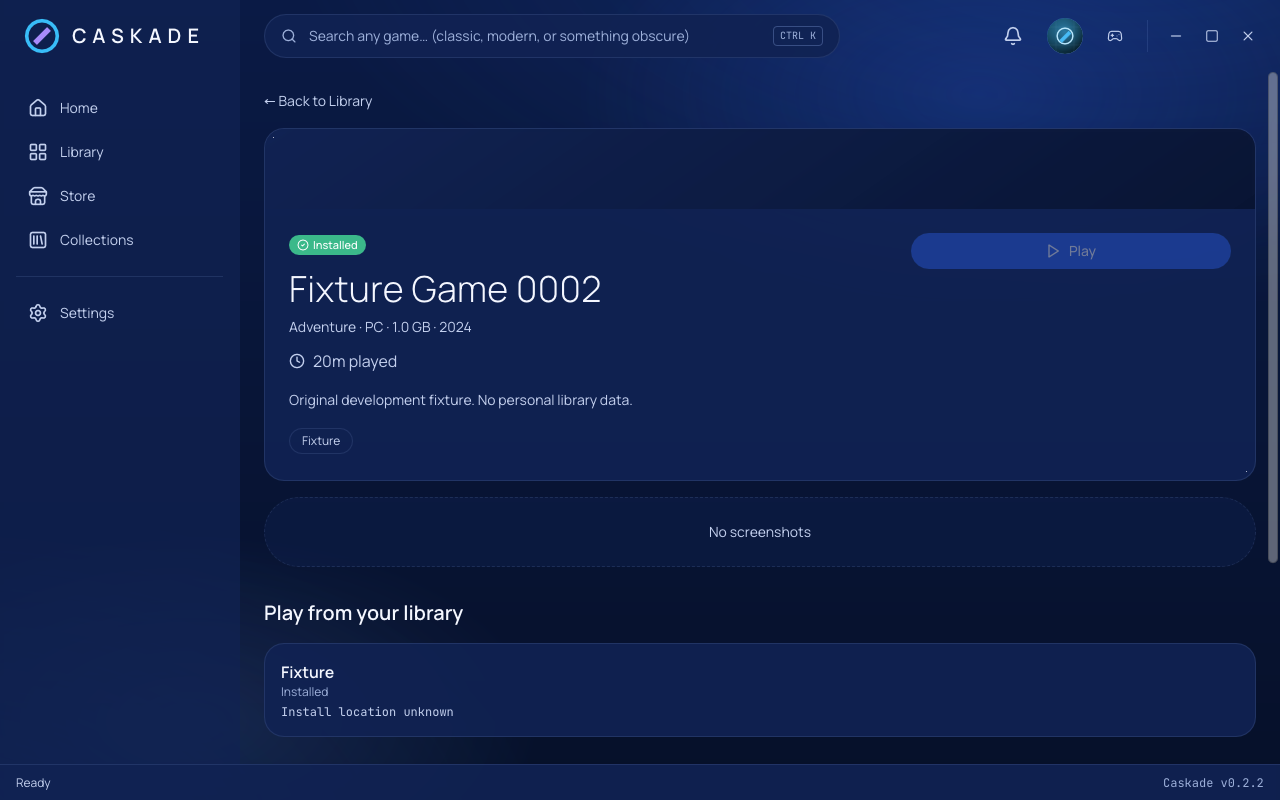 CASKADE
Search any game… (classic, modern, or something obscure)
CTRL K
Home
Library
Store
Collections
Settings
← Back to Library
Installed
Play
Fixture Game 0002
Adventure · PC · 1.0 GB · 2024
20m played
Original development fixture. No personal library data.
Fixture
No screenshots
Play from your library
Fixture
Installed
Install location unknown
Ready
Caskade v0.2.2